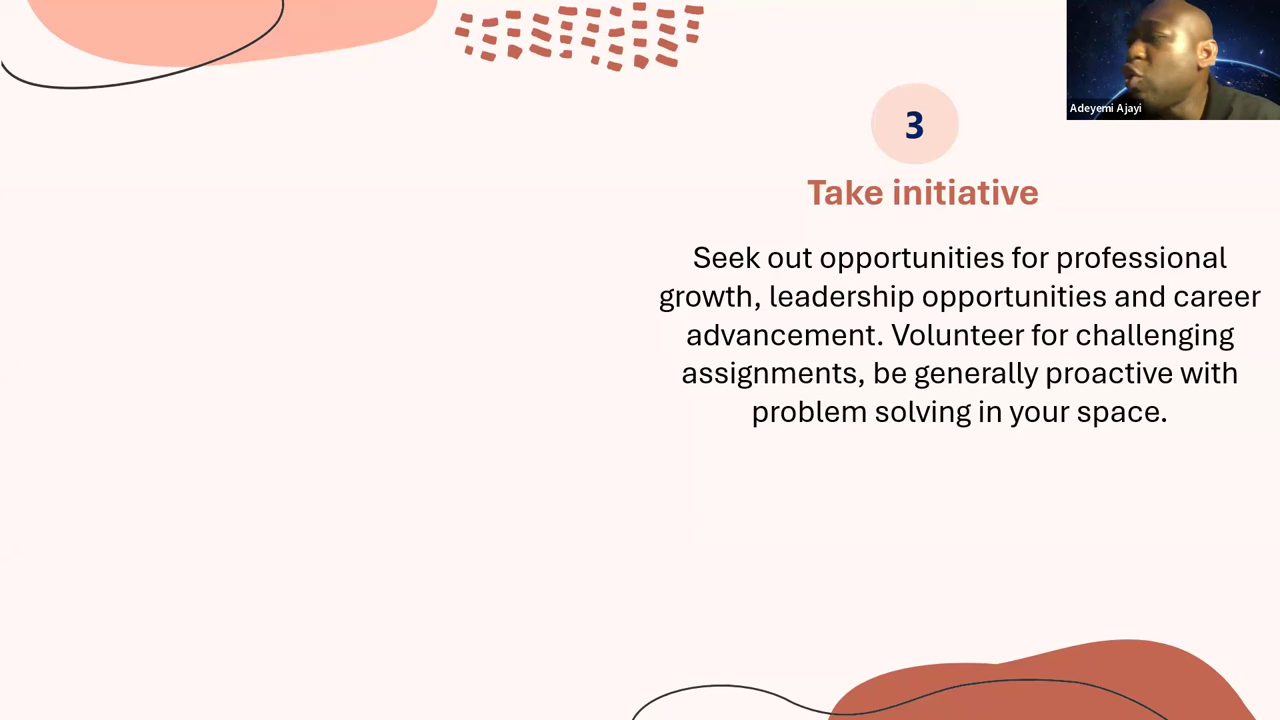 Adeyemi Ajayi
3
Take initiative
Seek out opportunities for professional
growth, leadership opportunities and career
advancement. Volunteer for challenging
assignments, be generally proactive with
problem solving in your space.